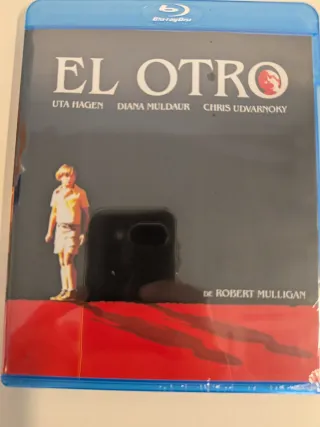 Blu-ray Disc
EL OTRO
UTA HAGEN DIANA MULDAUR CHRIS UDVARNOKY
DE ROBERT MULLIGAN